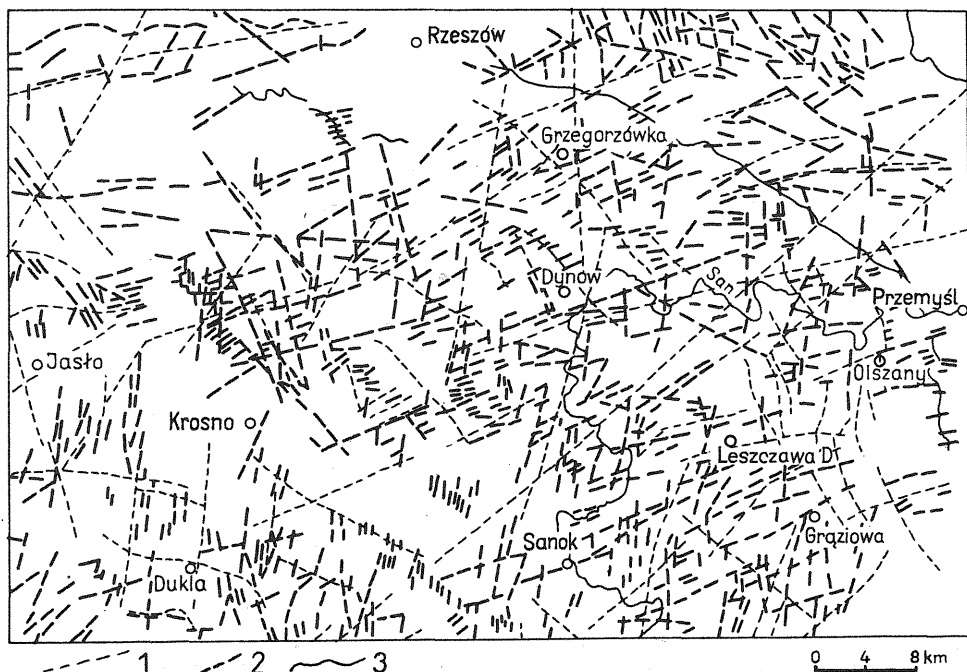 Rzeszów
Grzegorzówka
San
Dynów
Przemyśl
Jasło
Olszany
Krosno
Leszczawa D.
Sanok
Grąziowa
Dukla
1 2 3
0 4 8 km